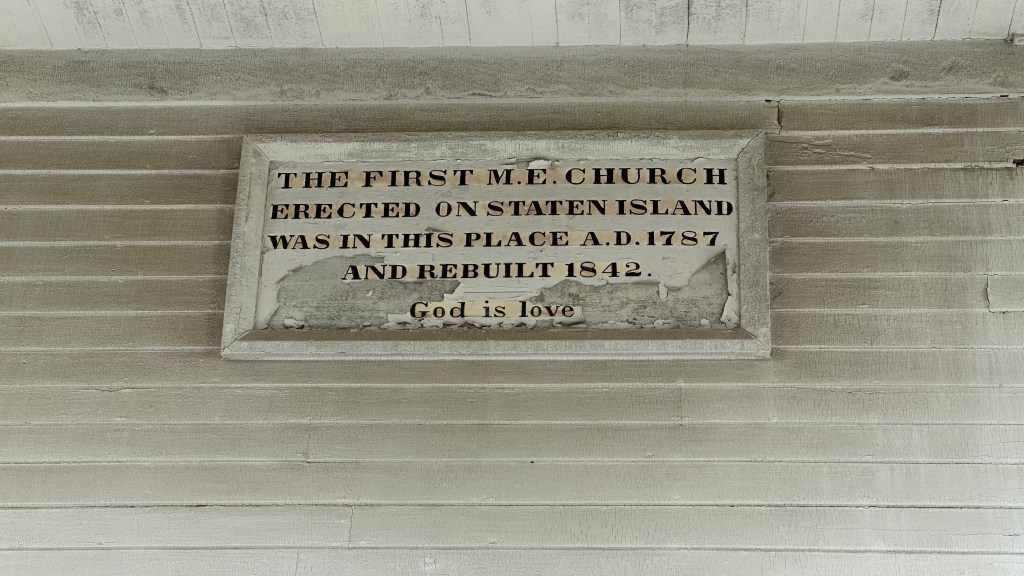 THE FIRST M.E. CHURCH
ERECTED ON STATEN ISLAND
WAS IN THIS PLACE A.D. 1787
AND REBUILT 1842.
God is love